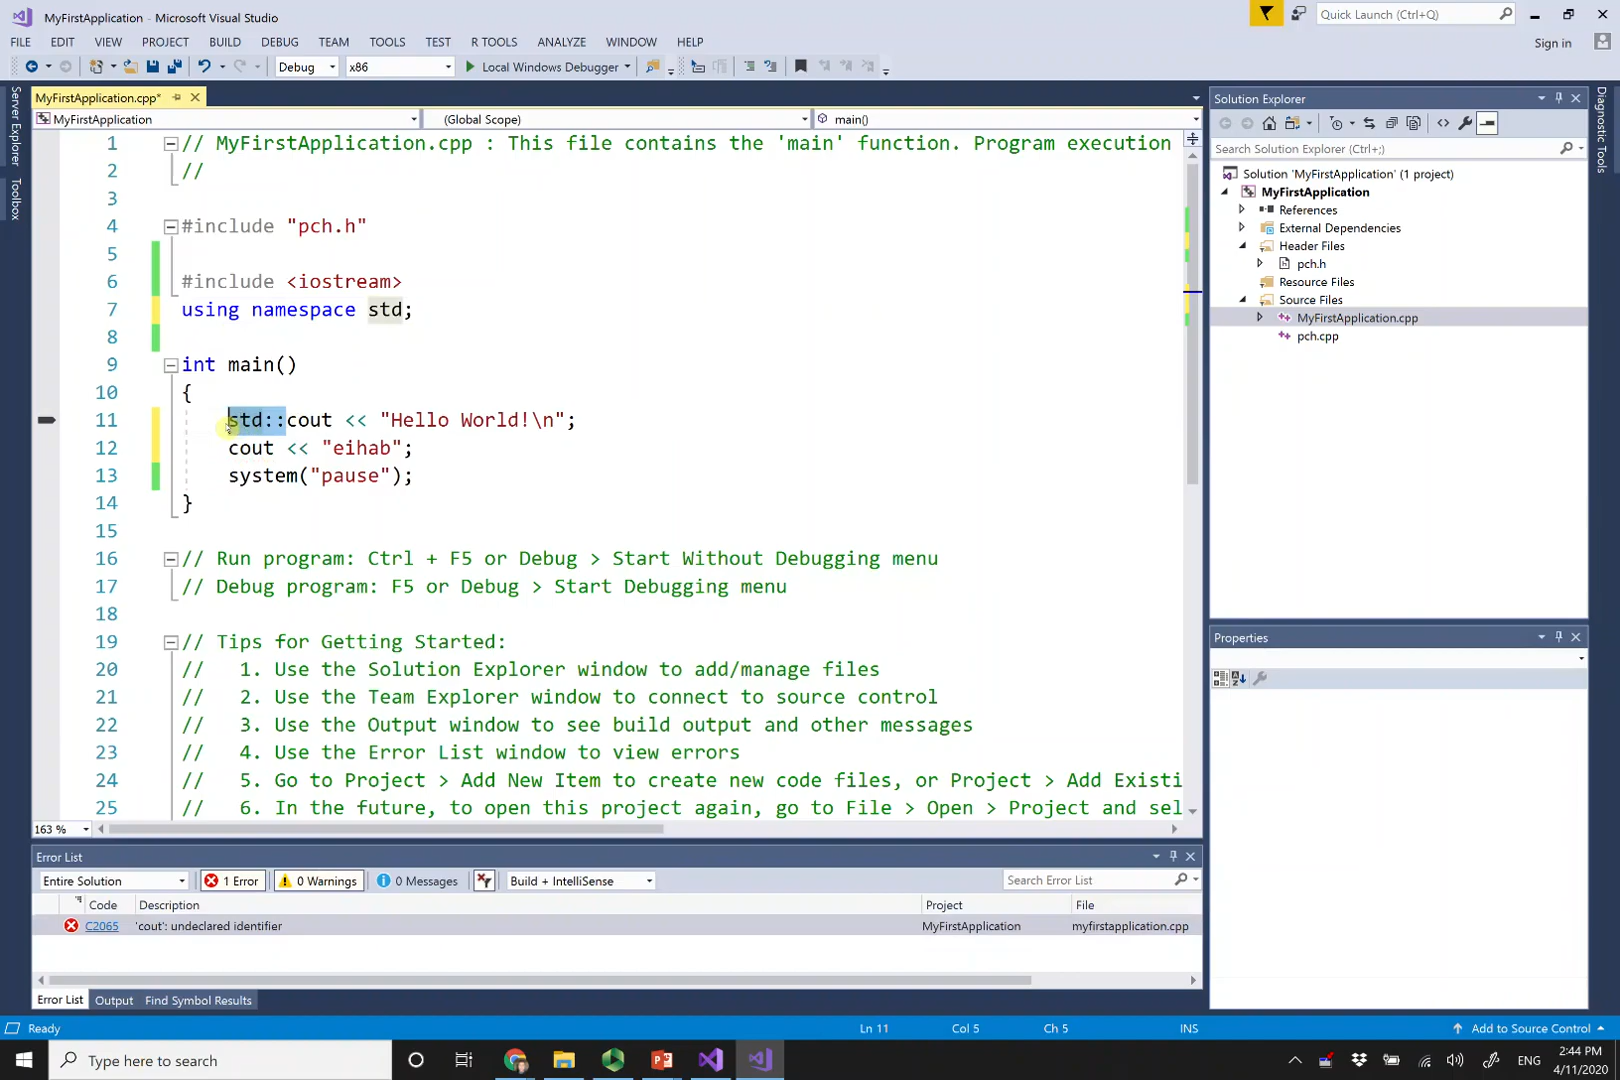 MyFirstApplication - Microsoft Visual Studio
Quick Launch (Ctrl+Q)
FILE EDIT VIEW PROJECT BUILD DEBUG TEAM TOOLS TEST R TOOLS ANALYZE WINDOW HELP
Sign in
Debug x86 Local Windows Debugger
Server Explorer
Toolbox
MyFirstApplication.cpp*
MyFirstApplication (Global Scope) main()
1 // MyFirstApplication.cpp : This file contains the 'main' function. Program execution
2 //
3
4 #include "pch.h"
5
6 #include <iostream>
7 using namespace std;
8
9 int main()
10 {
11 std::cout << "Hello World!\n";
12 cout << "eihab";
13 system("pause");
14 }
15
16 // Run program: Ctrl + F5 or Debug > Start Without Debugging menu
17 // Debug program: F5 or Debug > Start Debugging menu
18
19 // Tips for Getting Started:
20 // 1. Use the Solution Explorer window to add/manage files
21 // 2. Use the Team Explorer window to connect to source control
22 // 3. Use the Output window to see build output and other messages
23 // 4. Use the Error List window to view errors
24 // 5. Go to Project > Add New Item to create new code files, or Project > Add Existi
25 // 6. In the future, to open this project again, go to File > Open > Project and sel
163 %
Solution Explorer
Search Solution Explorer (Ctrl+;)
Solution 'MyFirstApplication' (1 project)
MyFirstApplication
References
External Dependencies
Header Files
pch.h
Resource Files
Source Files
MyFirstApplication.cpp
pch.cpp
Diagnostic Tools
Properties
Error List
Entire Solution 1 Error 0 Warnings 0 Messages Build + IntelliSense Search Error List
Code Description Project File
C2065 'cout': undeclared identifier MyFirstApplication myfirstapplication.cpp
Error List Output Find Symbol Results
Ready Ln 11 Col 5 Ch 5 INS Add to Source Control
Type here to search
ENG
2:44 PM
4/11/2020